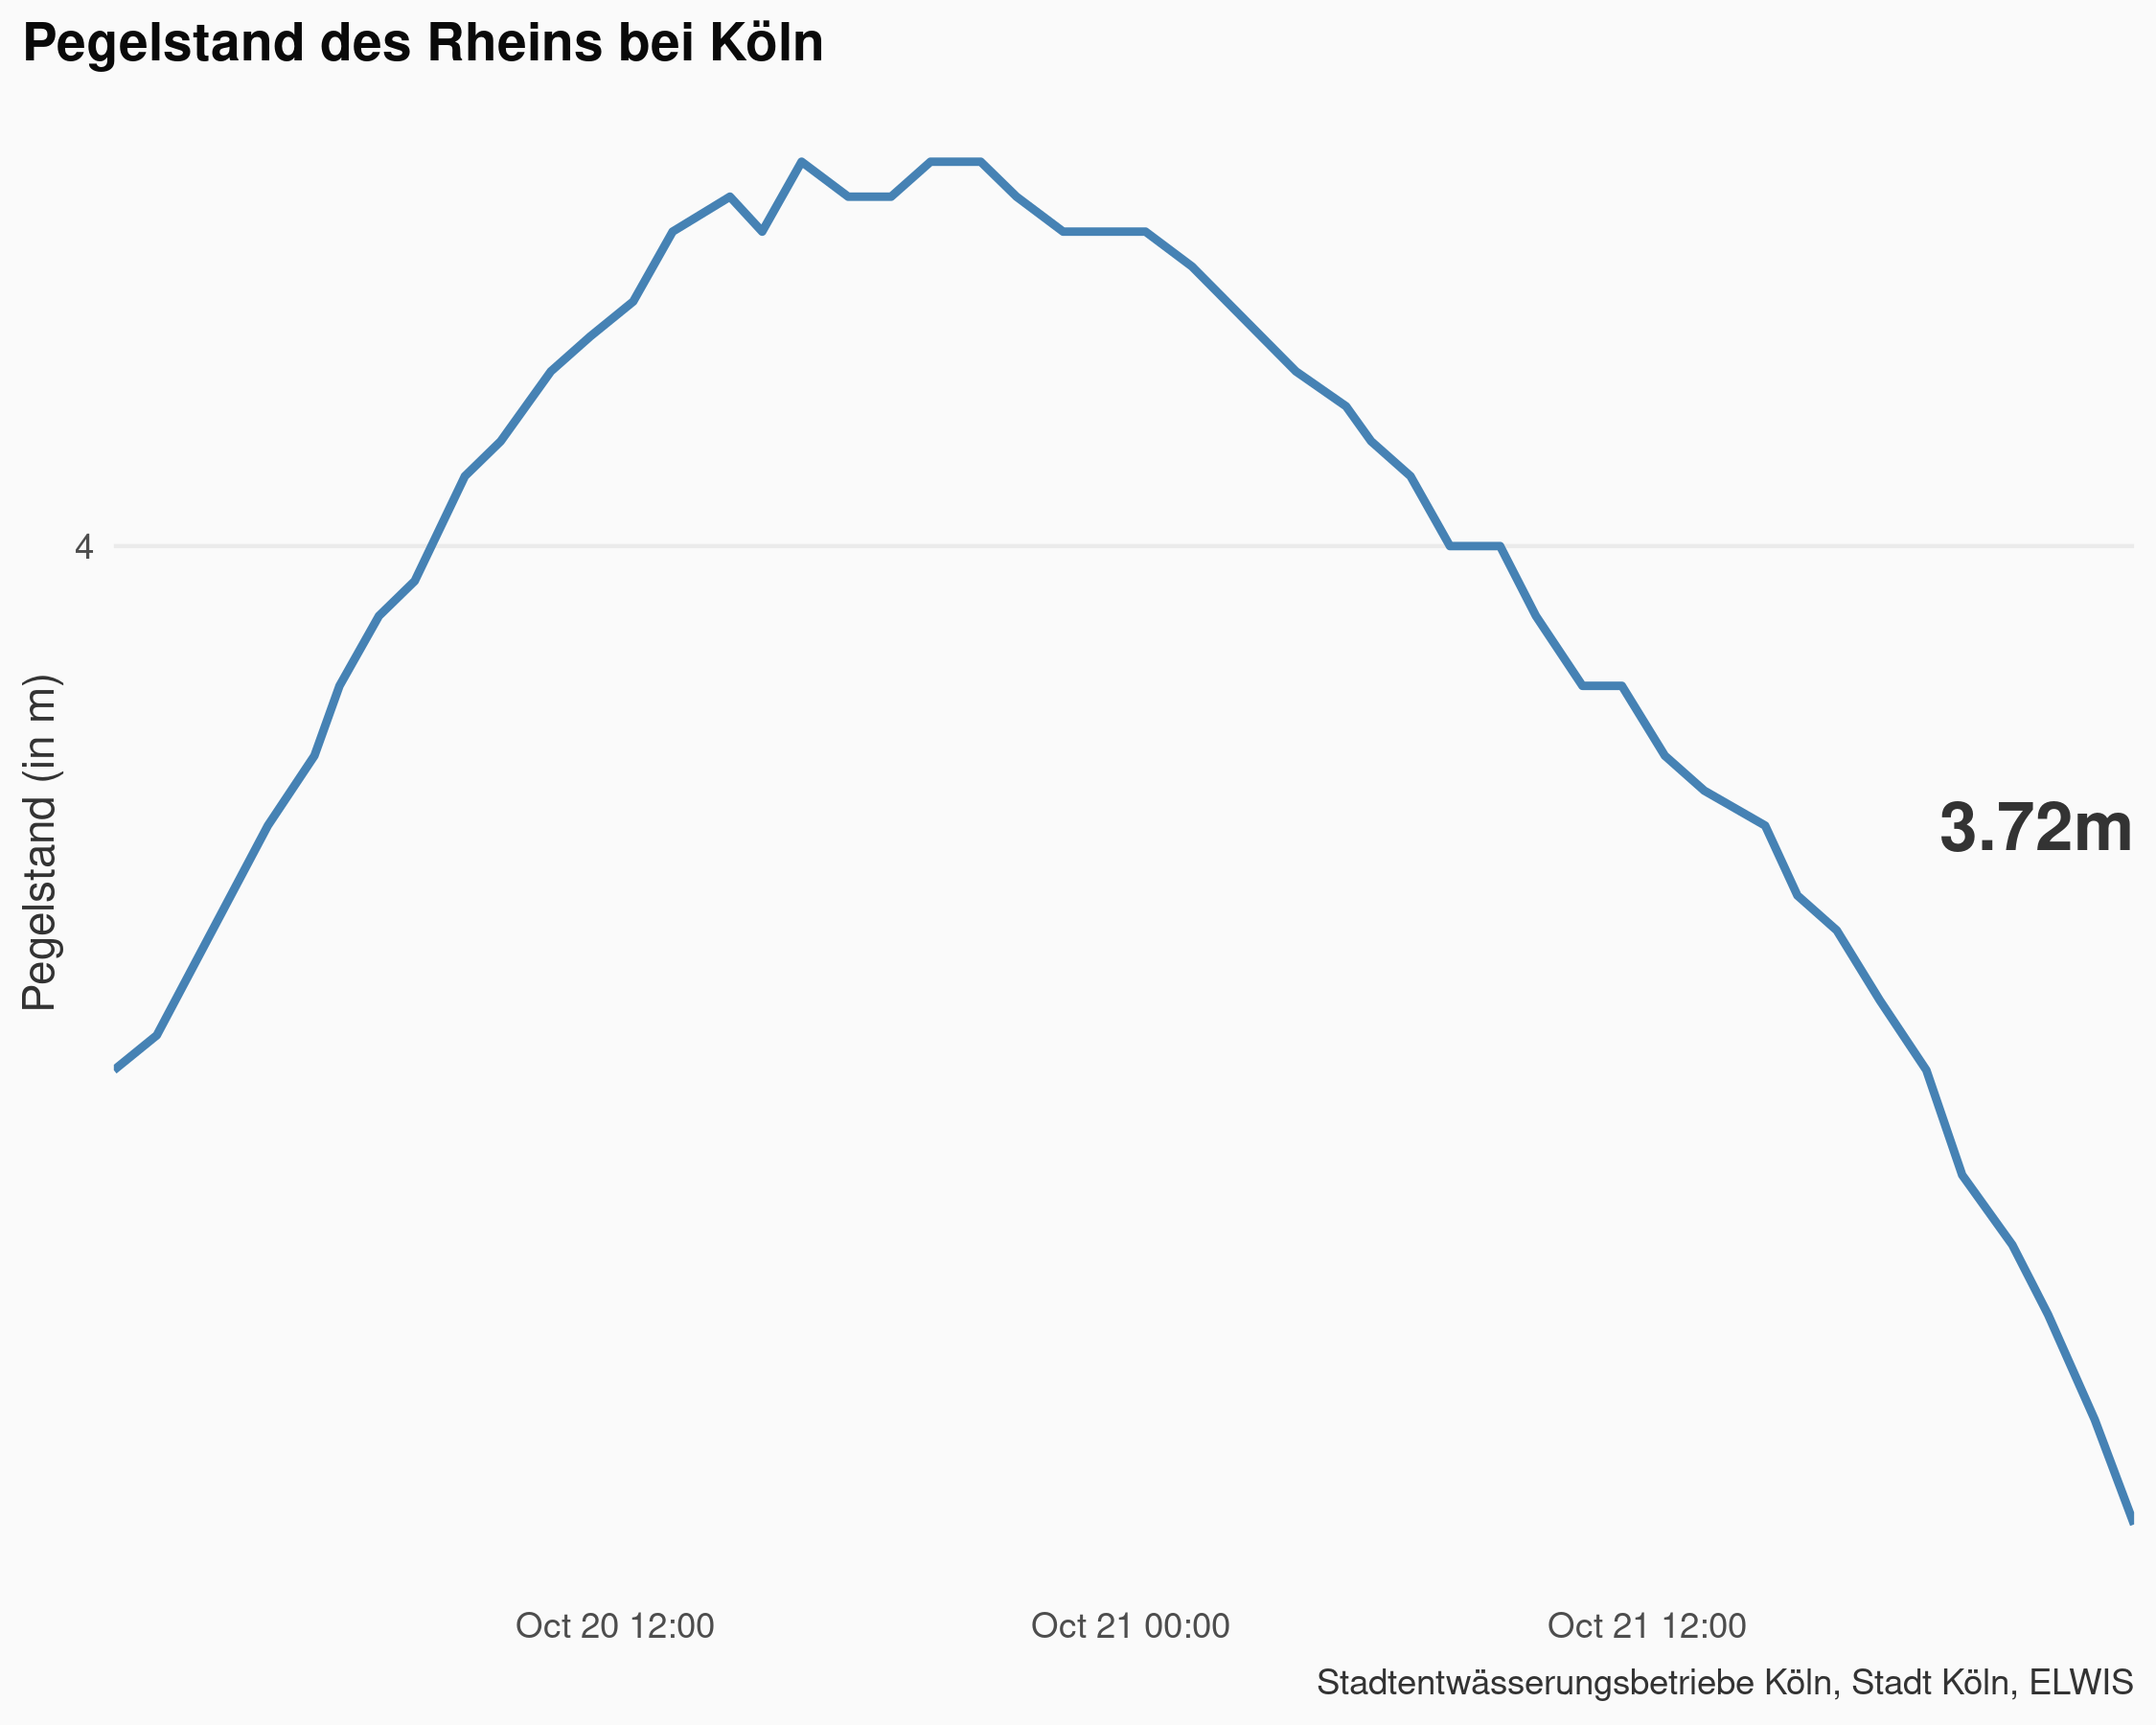 Pegelstand des Rheins bei Köln
4
Pegelstand (in m)
3.72m
Oct 20 12:00
Oct 21 00:00
Oct 21 12:00
Stadtentwässerungsbetriebe Köln, Stadt Köln, ELWIS